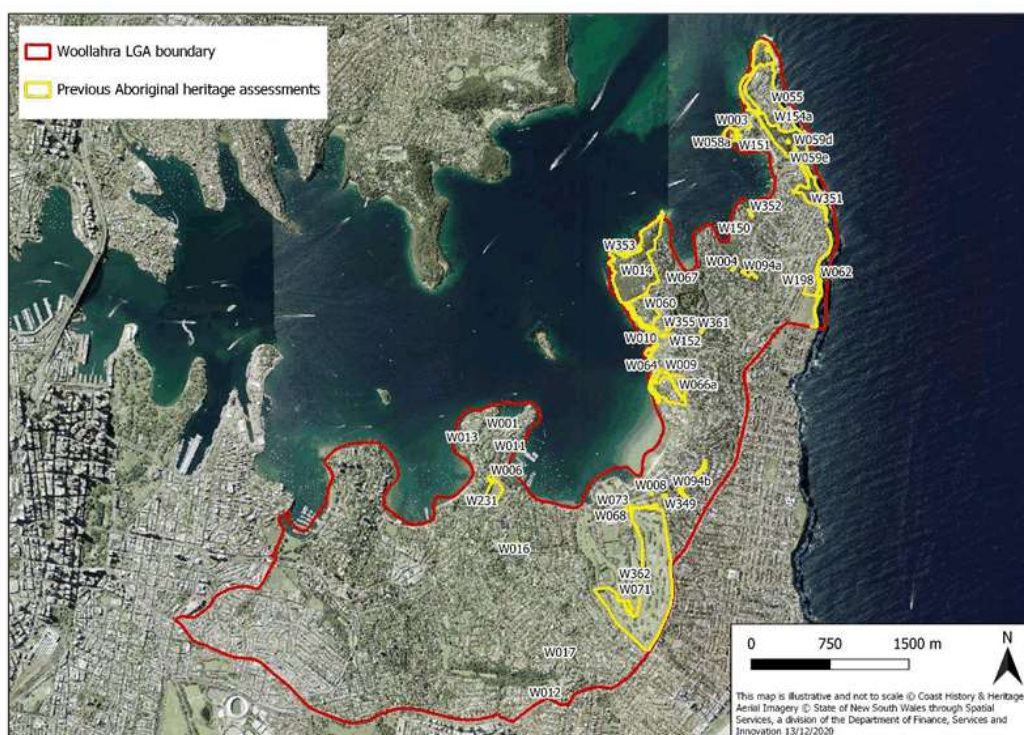 Woollahra LGA boundary
Previous Aboriginal heritage assessments
W055
W154a
W003
W059d
W058a
W151
W059e
W351
W352
W150
W353
W004
W094a
W014
W067
W198
W062
W060
W355
W361
W010
W152
W064
W009
W066a
W001
W013
W011
W006
W008
W094b
W231
W073
W349
W068
W016
W362
W071
W017
W012
0 750 1500 m
N
This map is illustrative and not to scale © Coast History & Heritage
Aerial Imagery © State of New South Wales through Spatial
Services, a division of the Department of Finance, Services and
Innovation 13/12/2020